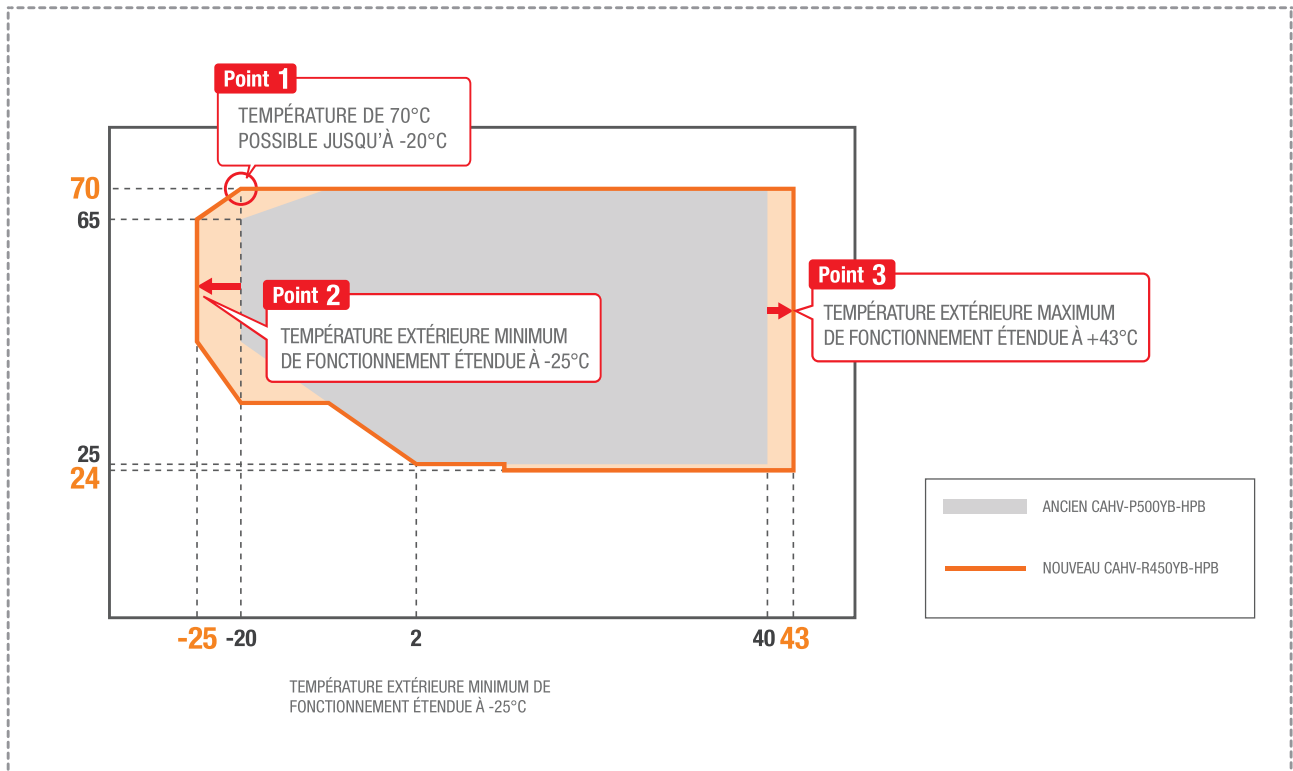 Point 1
TEMPÉRATURE DE 70°C
POSSIBLE JUSQU'À -20°C
70
65
Point 2
TEMPÉRATURE EXTÉRIEURE MINIMUM
DE FONCTIONNEMENT ÉTENDUE À -25°C
Point 3
TEMPÉRATURE EXTÉRIEURE MAXIMUM
DE FONCTIONNEMENT ÉTENDUE À +43°C
25
24
ANCIEN CAHV-P500YB-HPB
NOUVEAU CAHV-R450YB-HPB
-25 -20 2 40 43
TEMPÉRATURE EXTÉRIEURE MINIMUM DE
FONCTIONNEMENT ÉTENDUE À -25°C